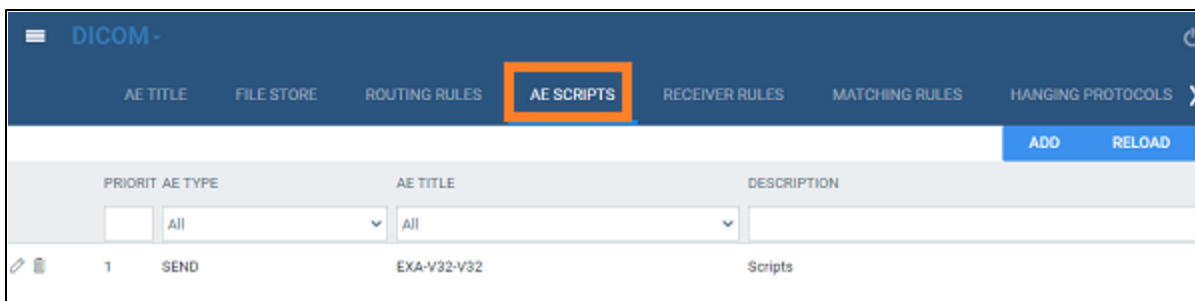 DICOM
AE TITLE FILE STORE ROUTING RULES AE SCRIPTS RECEIVER RULES MATCHING RULES HANGING PROTOCOLS
ADD RELOAD
PRIORIT AE TYPE AE TITLE DESCRIPTION
All All
1 SEND EXA-V32-V32 Scripts